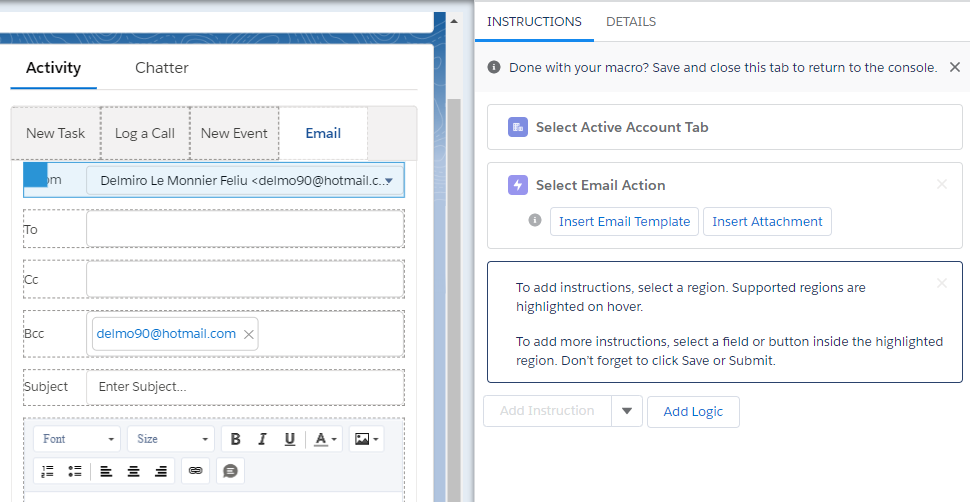 Activity
Chatter
New Task
Log a Call
New Event
Email
Delmiro Le Monnier Feliu <delmo90@hotmail.c...
To
Cc
Bcc
delmo90@hotmail.com
Subject
Enter Subject...
Font
Size
B I U A
INSTRUCTIONS
DETAILS
Done with your macro? Save and close this tab to return to the console.
Select Active Account Tab
Select Email Action
Insert Email Template
Insert Attachment
To add instructions, select a region. Supported regions are
highlighted on hover.
To add more instructions, select a field or button inside the highlighted
region. Don't forget to click Save or Submit.
Add Instruction
Add Logic